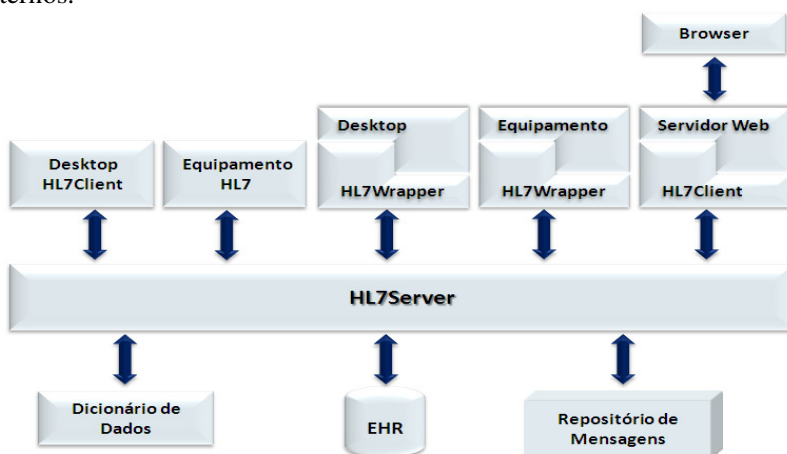 Browser
Desktop
HL7Client
Equipamento
HL7
Desktop
HL7Wrapper
Equipamento
HL7Wrapper
Servidor Web
HL7Client
HL7Server
Dicionário de
Dados
EHR
Repositório de
Mensagens